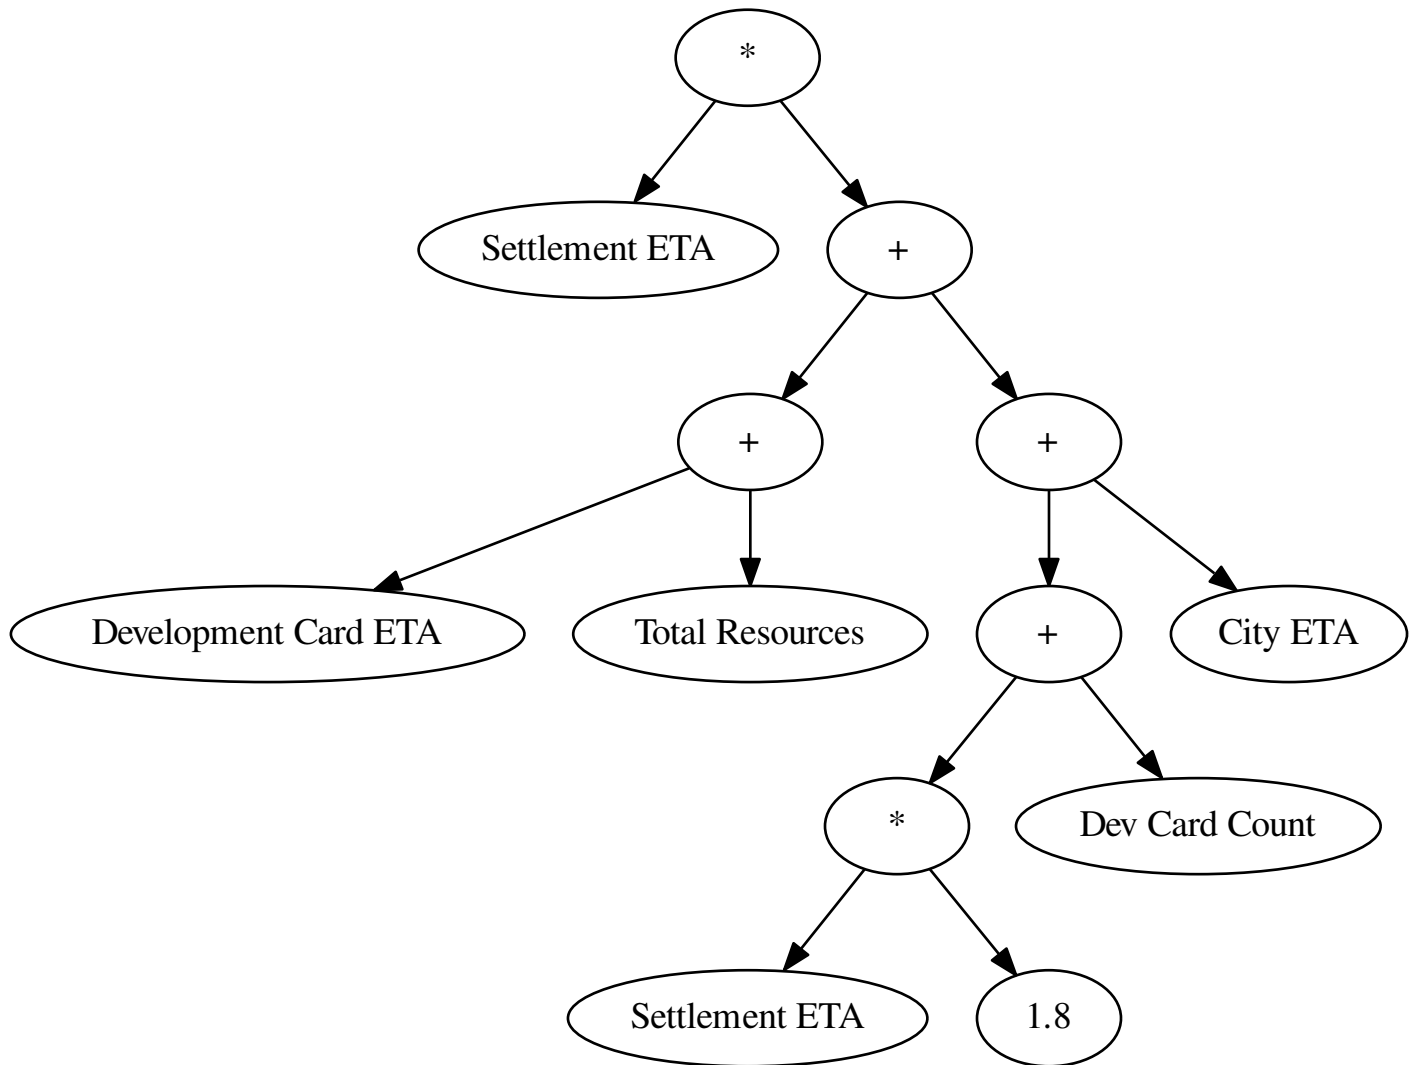 *
Settlement ETA
+
+
+
Development Card ETA
Total Resources
+
City ETA
*
Dev Card Count
Settlement ETA
1.8